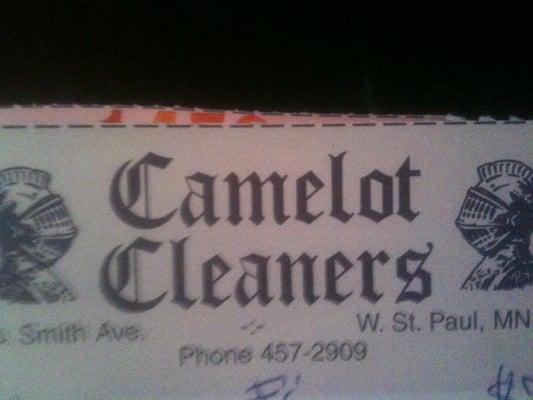 Camelot
Cleaners
S. Smith Ave. W. St. Paul, MN
Phone 457-2909